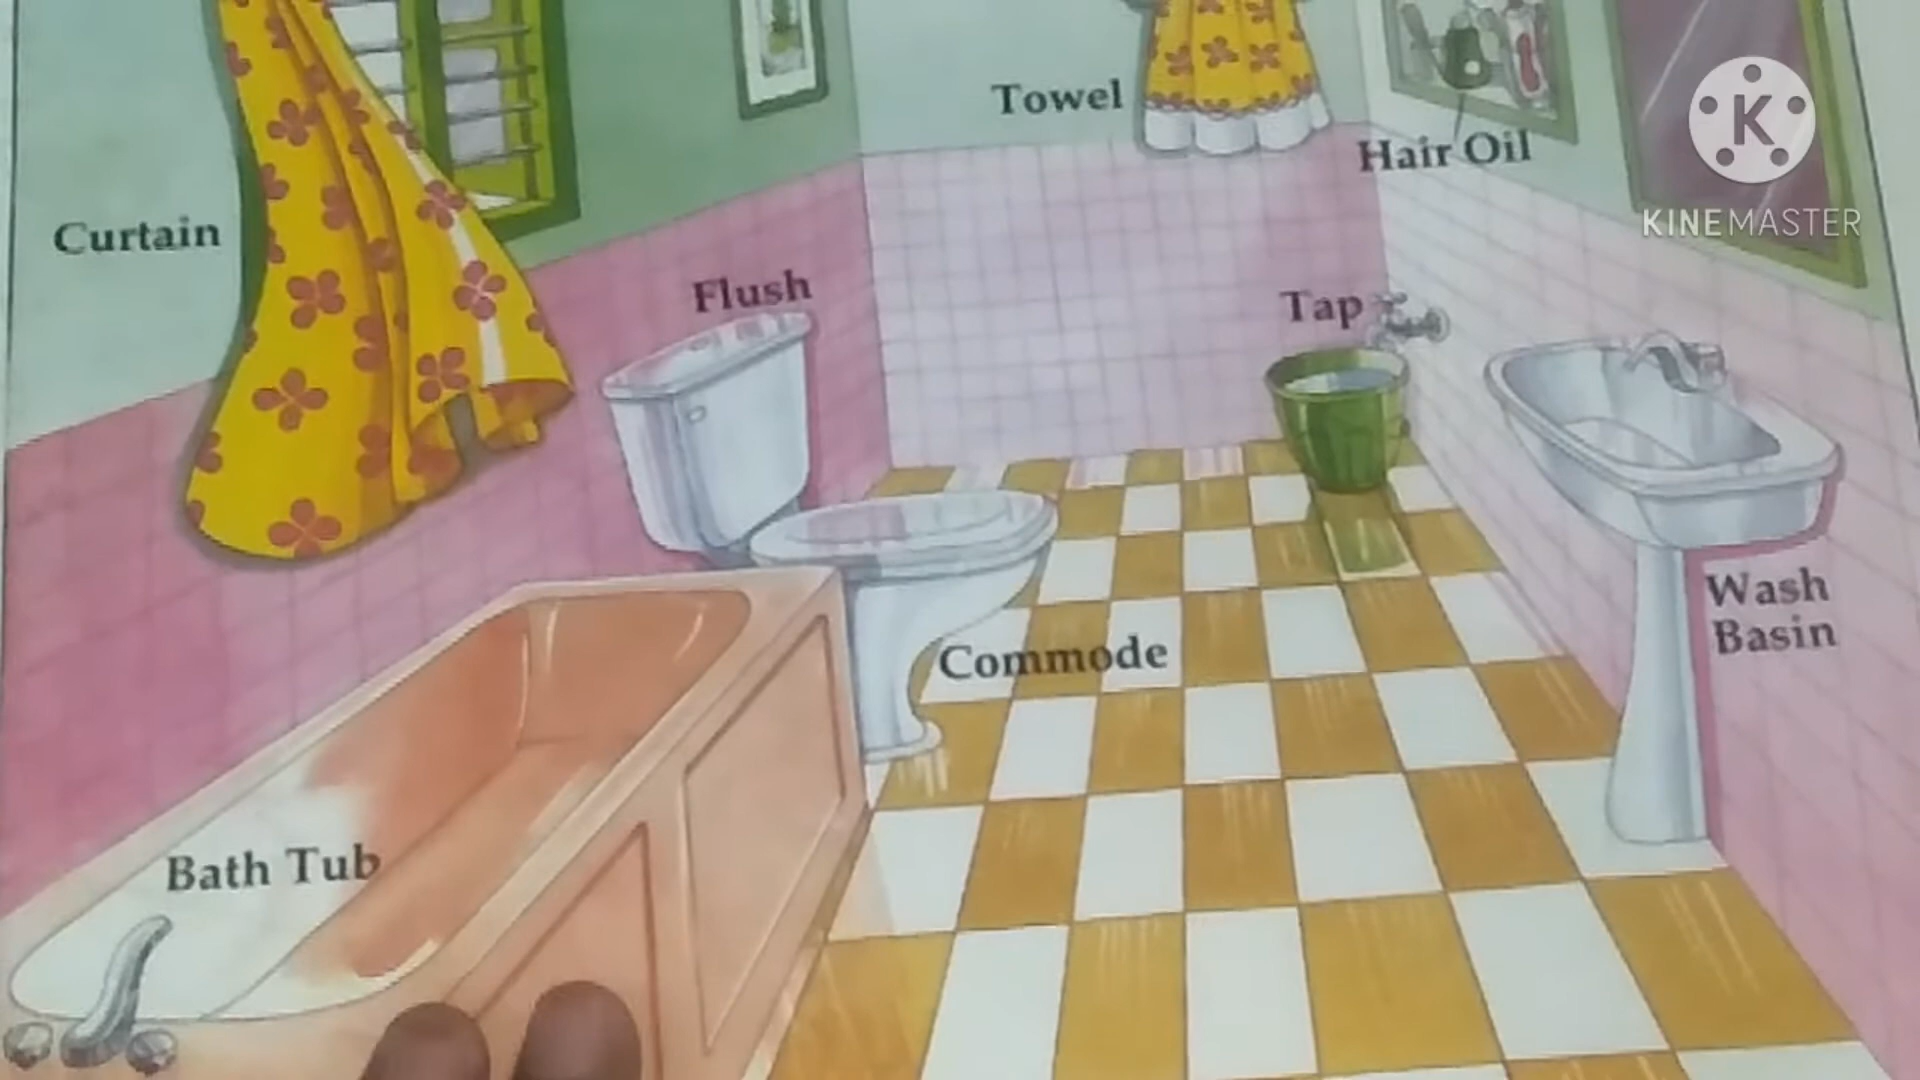 Towel
Hair Oil
K
KINEMASTER
Curtain
Flush
Tap
Wash
Basin
Commode
Bath Tub